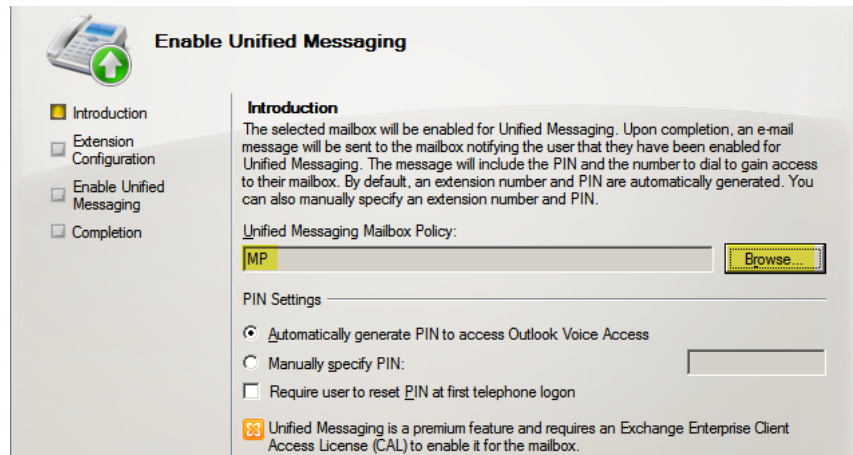 Enable Unified Messaging
Introduction
Extension
Configuration
Enable Unified
Messaging
Completion
Introduction
The selected mailbox will be enabled for Unified Messaging. Upon completion, an e-mail
message will be sent to the mailbox notifying the user that they have been enabled for
Unified Messaging. The message will include the PIN and the number to dial to gain access
to their mailbox. By default, an extension number and PIN are automatically generated. You
can also manually specify an extension number and PIN.
Unified Messaging Mailbox Policy:
MP
Browse...
PIN Settings
Automatically generate PIN to access Outlook Voice Access
Manually specify PIN:
Require user to reset PIN at first telephone logon
Unified Messaging is a premium feature and requires an Exchange Enterprise Client
Access License (CAL) to enable it for the mailbox.